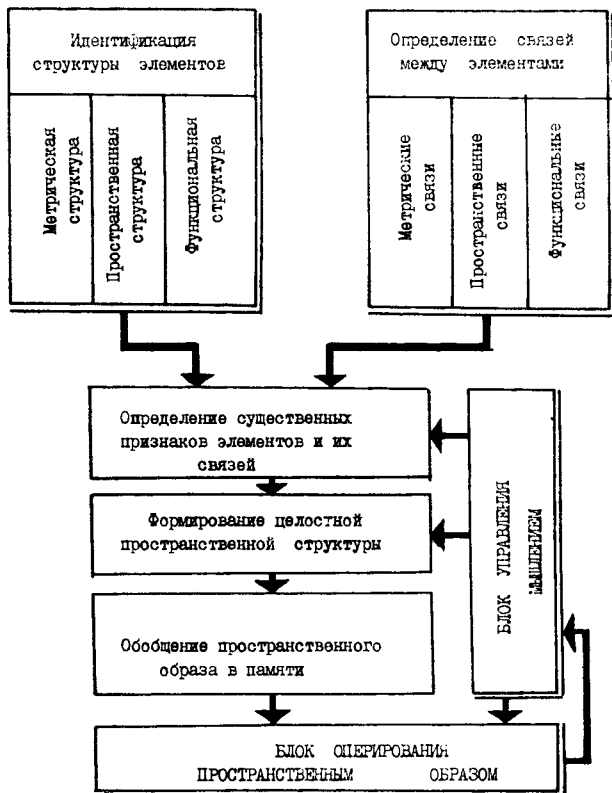 Идентификация
структуры элементов
Метрическая
структура
Пространственная
структура
Функциональная
структура
Определение связей
между элементами
Метрические
связи
Пространственные
связи
Функциональные
связи
Определение существенных
признаков элементов и их
связей
Формирование целостной
пространственной структуры
Обобщение пространственного
образа в памяти
БЛОК УПРАВЛЕНИЯ
МЫШЛЕНИЕМ
БЛОК ОПЕРИРОВАНИЯ
ПРОСТРАНСТВЕННЫМ ОБРАЗОМ